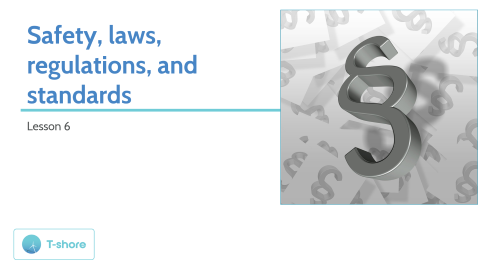 Safety, laws,
regulations, and
standards
Lesson 6
T-shore